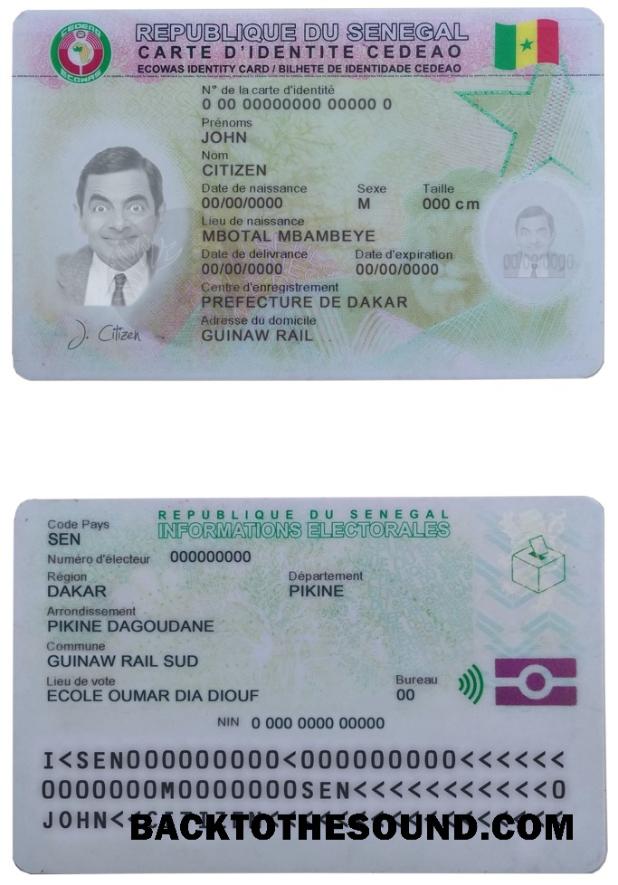 CEDEAO
ECOWAS
REPUBLIQUE DU SENEGAL
CARTE D'IDENTITE CEDEAO
ECOWAS IDENTITY CARD / BILHETE DE IDENTIDADE CEDEAO
N° de la carte d'identité
0 00 00000000 00000 0
Prénoms
JOHN
Nom
CITIZEN
Date de naissance Sexe Taille
00/00/0000 M 000 cm
Lieu de naissance
MBOTAL MBAMBEYE
Date de delivrance Date d'expiration
00/00/0000 00/00/0000
Centre d'enregistrement
PREFECTURE DE DAKAR
Adresse du domicile
GUINAW RAIL
J. Citizen
REPUBLIQUE DU SENEGAL
INFORMATIONS ELECTORALES
Code Pays
SEN
Numéro d'électeur 000000000
Région Département
DAKAR PIKINE
Arrondissement
PIKINE DAGOUDANE
Commune
GUINAW RAIL SUD
Lieu de vote Bureau
ECOLE OUMAR DIA DIOUF 00
NIN 0 000 0000 00000
I<SEN000000000<000000000<<<<<<
0000000M0000000SEN<<<<<<<<<<<0
JOHN<<CITIZEN<<<<<<<<<<<<<<<<<
BACKTOTHESOUND.COM